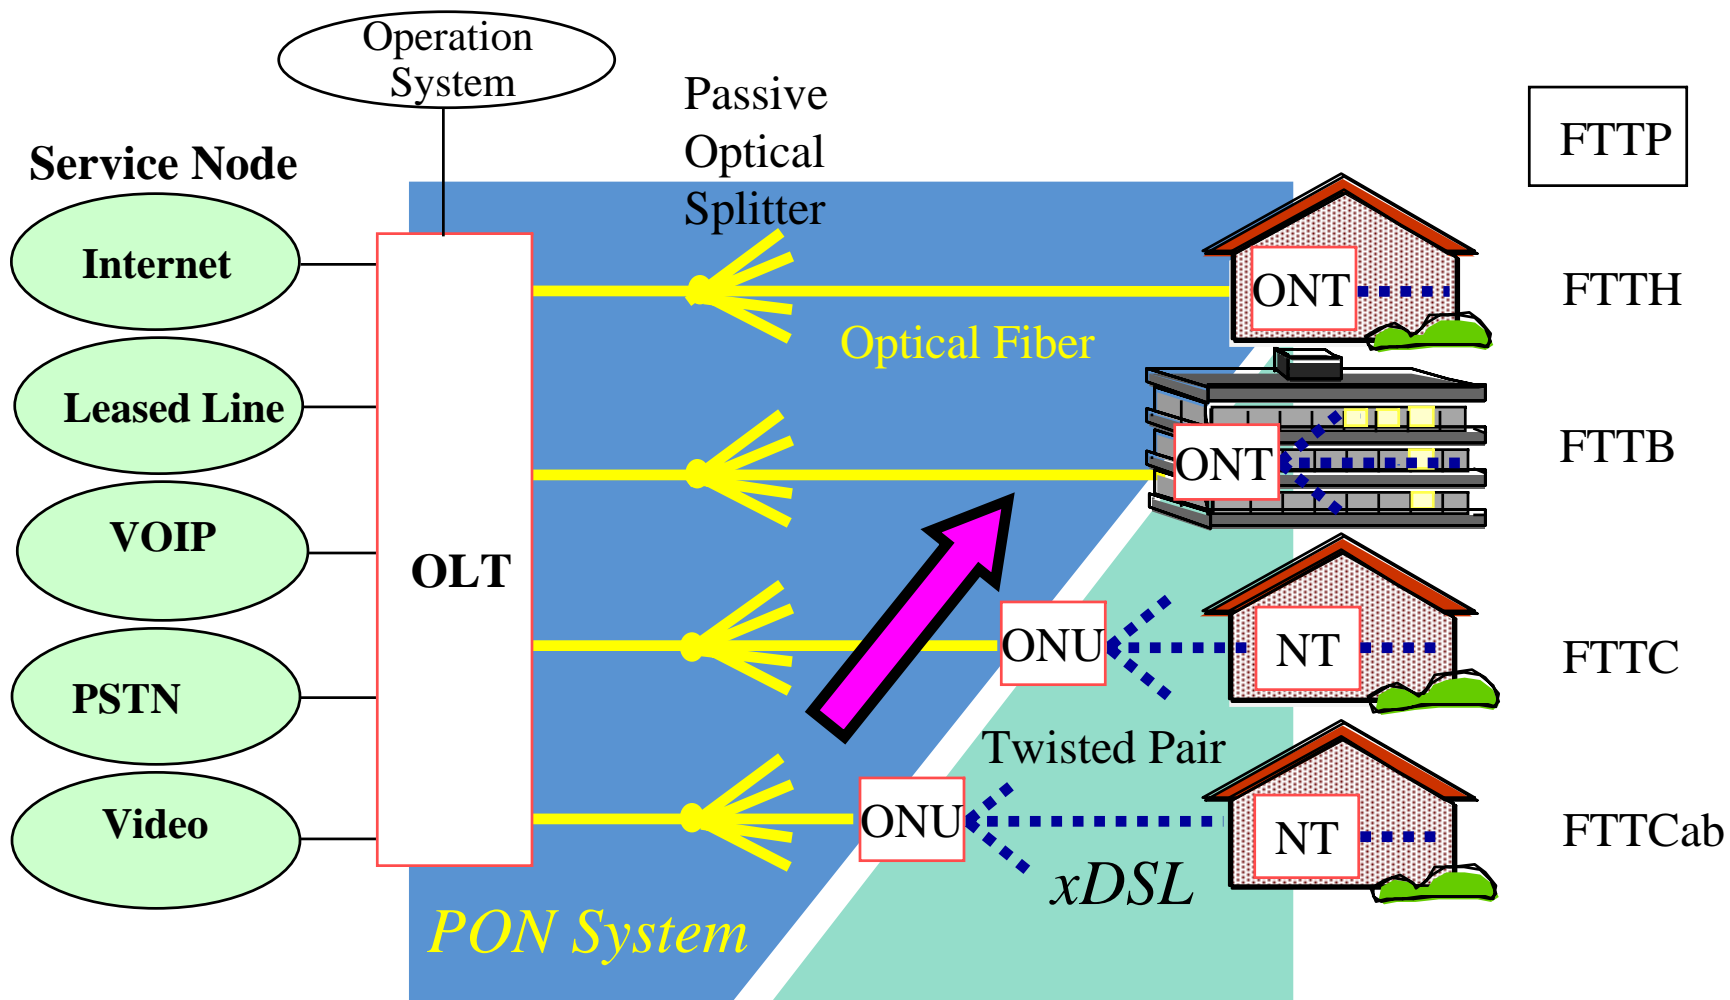 Operation
System
Passive
Optical
Splitter
FTTP
Service Node
Internet
ONT
FTTH
Optical Fiber
Leased Line
ONT
FTTB
VOIP
OLT
ONU
NT
FTTC
PSTN
Twisted Pair
Video
ONU
NT
FTTCab
xDSL
PON System